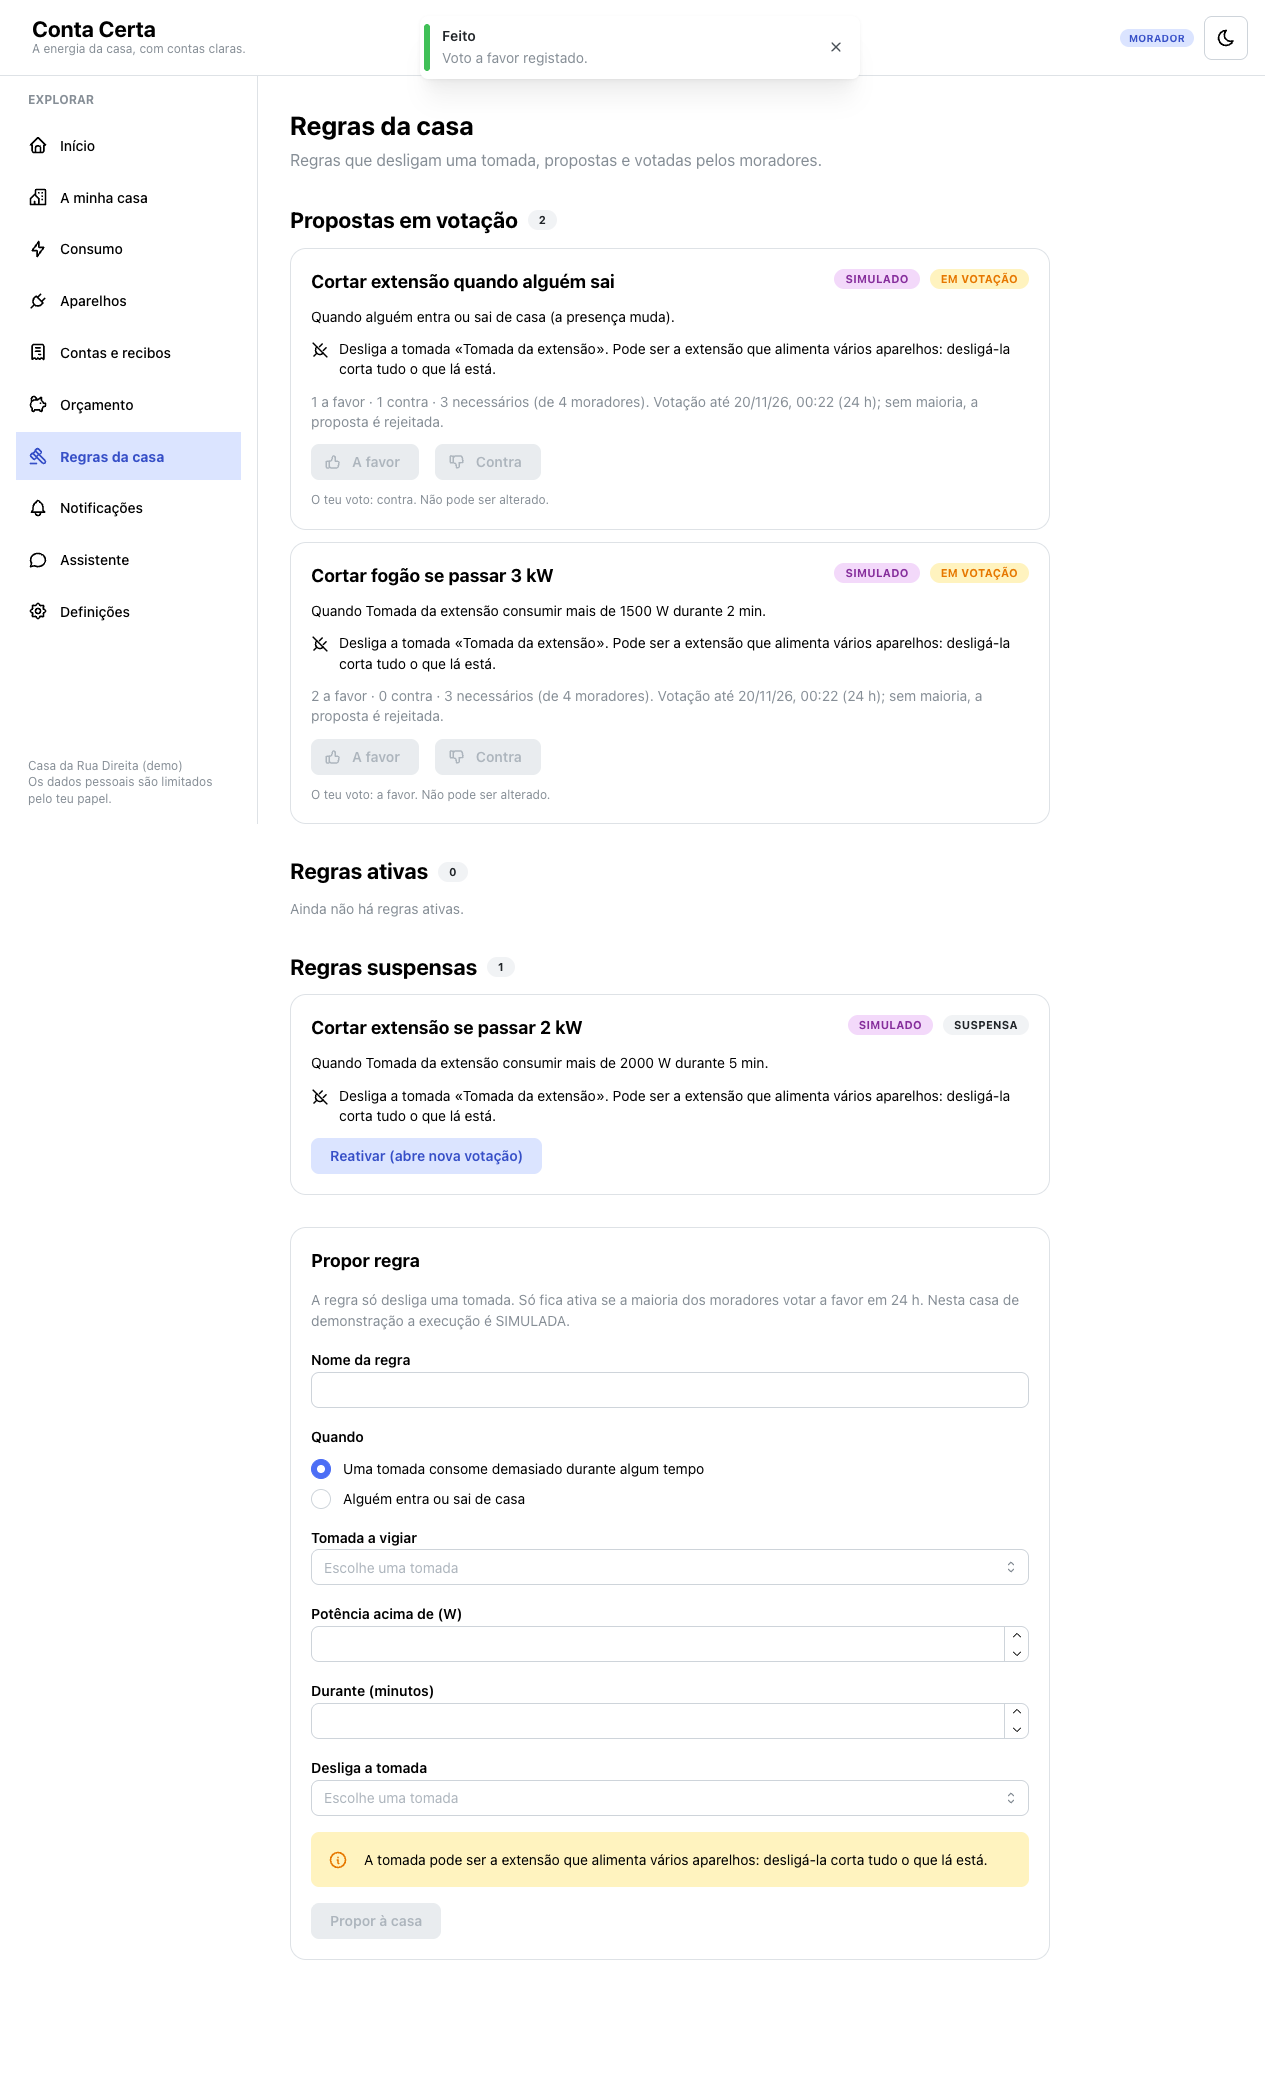 Conta Certa
A energia da casa, com contas claras.
Feito
Voto a favor registado.
MORADOR
EXPLORAR
Início
A minha casa
Consumo
Aparelhos
Contas e recibos
Orçamento
Regras da casa
Notificações
Assistente
Definições
Casa da Rua Direita (demo)
Os dados pessoais são limitados
pelo teu papel.
Regras da casa
Regras que desligam uma tomada, propostas e votadas pelos moradores.
Propostas em votação 2
Cortar extensão quando alguém sai SIMULADO EM VOTAÇÃO
Quando alguém entra ou sai de casa (a presença muda).
Desliga a tomada «Tomada da extensão». Pode ser a extensão que alimenta vários aparelhos: desligá-la
corta tudo o que lá está.
1 a favor · 1 contra · 3 necessários (de 4 moradores). Votação até 20/11/26, 00:22 (24 h); sem maioria, a
proposta é rejeitada.
A favor Contra
O teu voto: contra. Não pode ser alterado.
Cortar fogão se passar 3 kW SIMULADO EM VOTAÇÃO
Quando Tomada da extensão consumir mais de 1500 W durante 2 min.
Desliga a tomada «Tomada da extensão». Pode ser a extensão que alimenta vários aparelhos: desligá-la
corta tudo o que lá está.
2 a favor · 0 contra · 3 necessários (de 4 moradores). Votação até 20/11/26, 00:22 (24 h); sem maioria, a
proposta é rejeitada.
A favor Contra
O teu voto: a favor. Não pode ser alterado.
Regras ativas 0
Ainda não há regras ativas.
Regras suspensas 1
Cortar extensão se passar 2 kW SIMULADO SUSPENSA
Quando Tomada da extensão consumir mais de 2000 W durante 5 min.
Desliga a tomada «Tomada da extensão». Pode ser a extensão que alimenta vários aparelhos: desligá-la
corta tudo o que lá está.
Reativar (abre nova votação)
Propor regra
A regra só desliga uma tomada. Só fica ativa se a maioria dos moradores votar a favor em 24 h. Nesta casa de
demonstração a execução é SIMULADA.
Nome da regra
Quando
Uma tomada consome demasiado durante algum tempo
Alguém entra ou sai de casa
Tomada a vigiar
Escolhe uma tomada
Potência acima de (W)
Durante (minutos)
Desliga a tomada
Escolhe uma tomada
A tomada pode ser a extensão que alimenta vários aparelhos: desligá-la corta tudo o que lá está.
Propor à casa